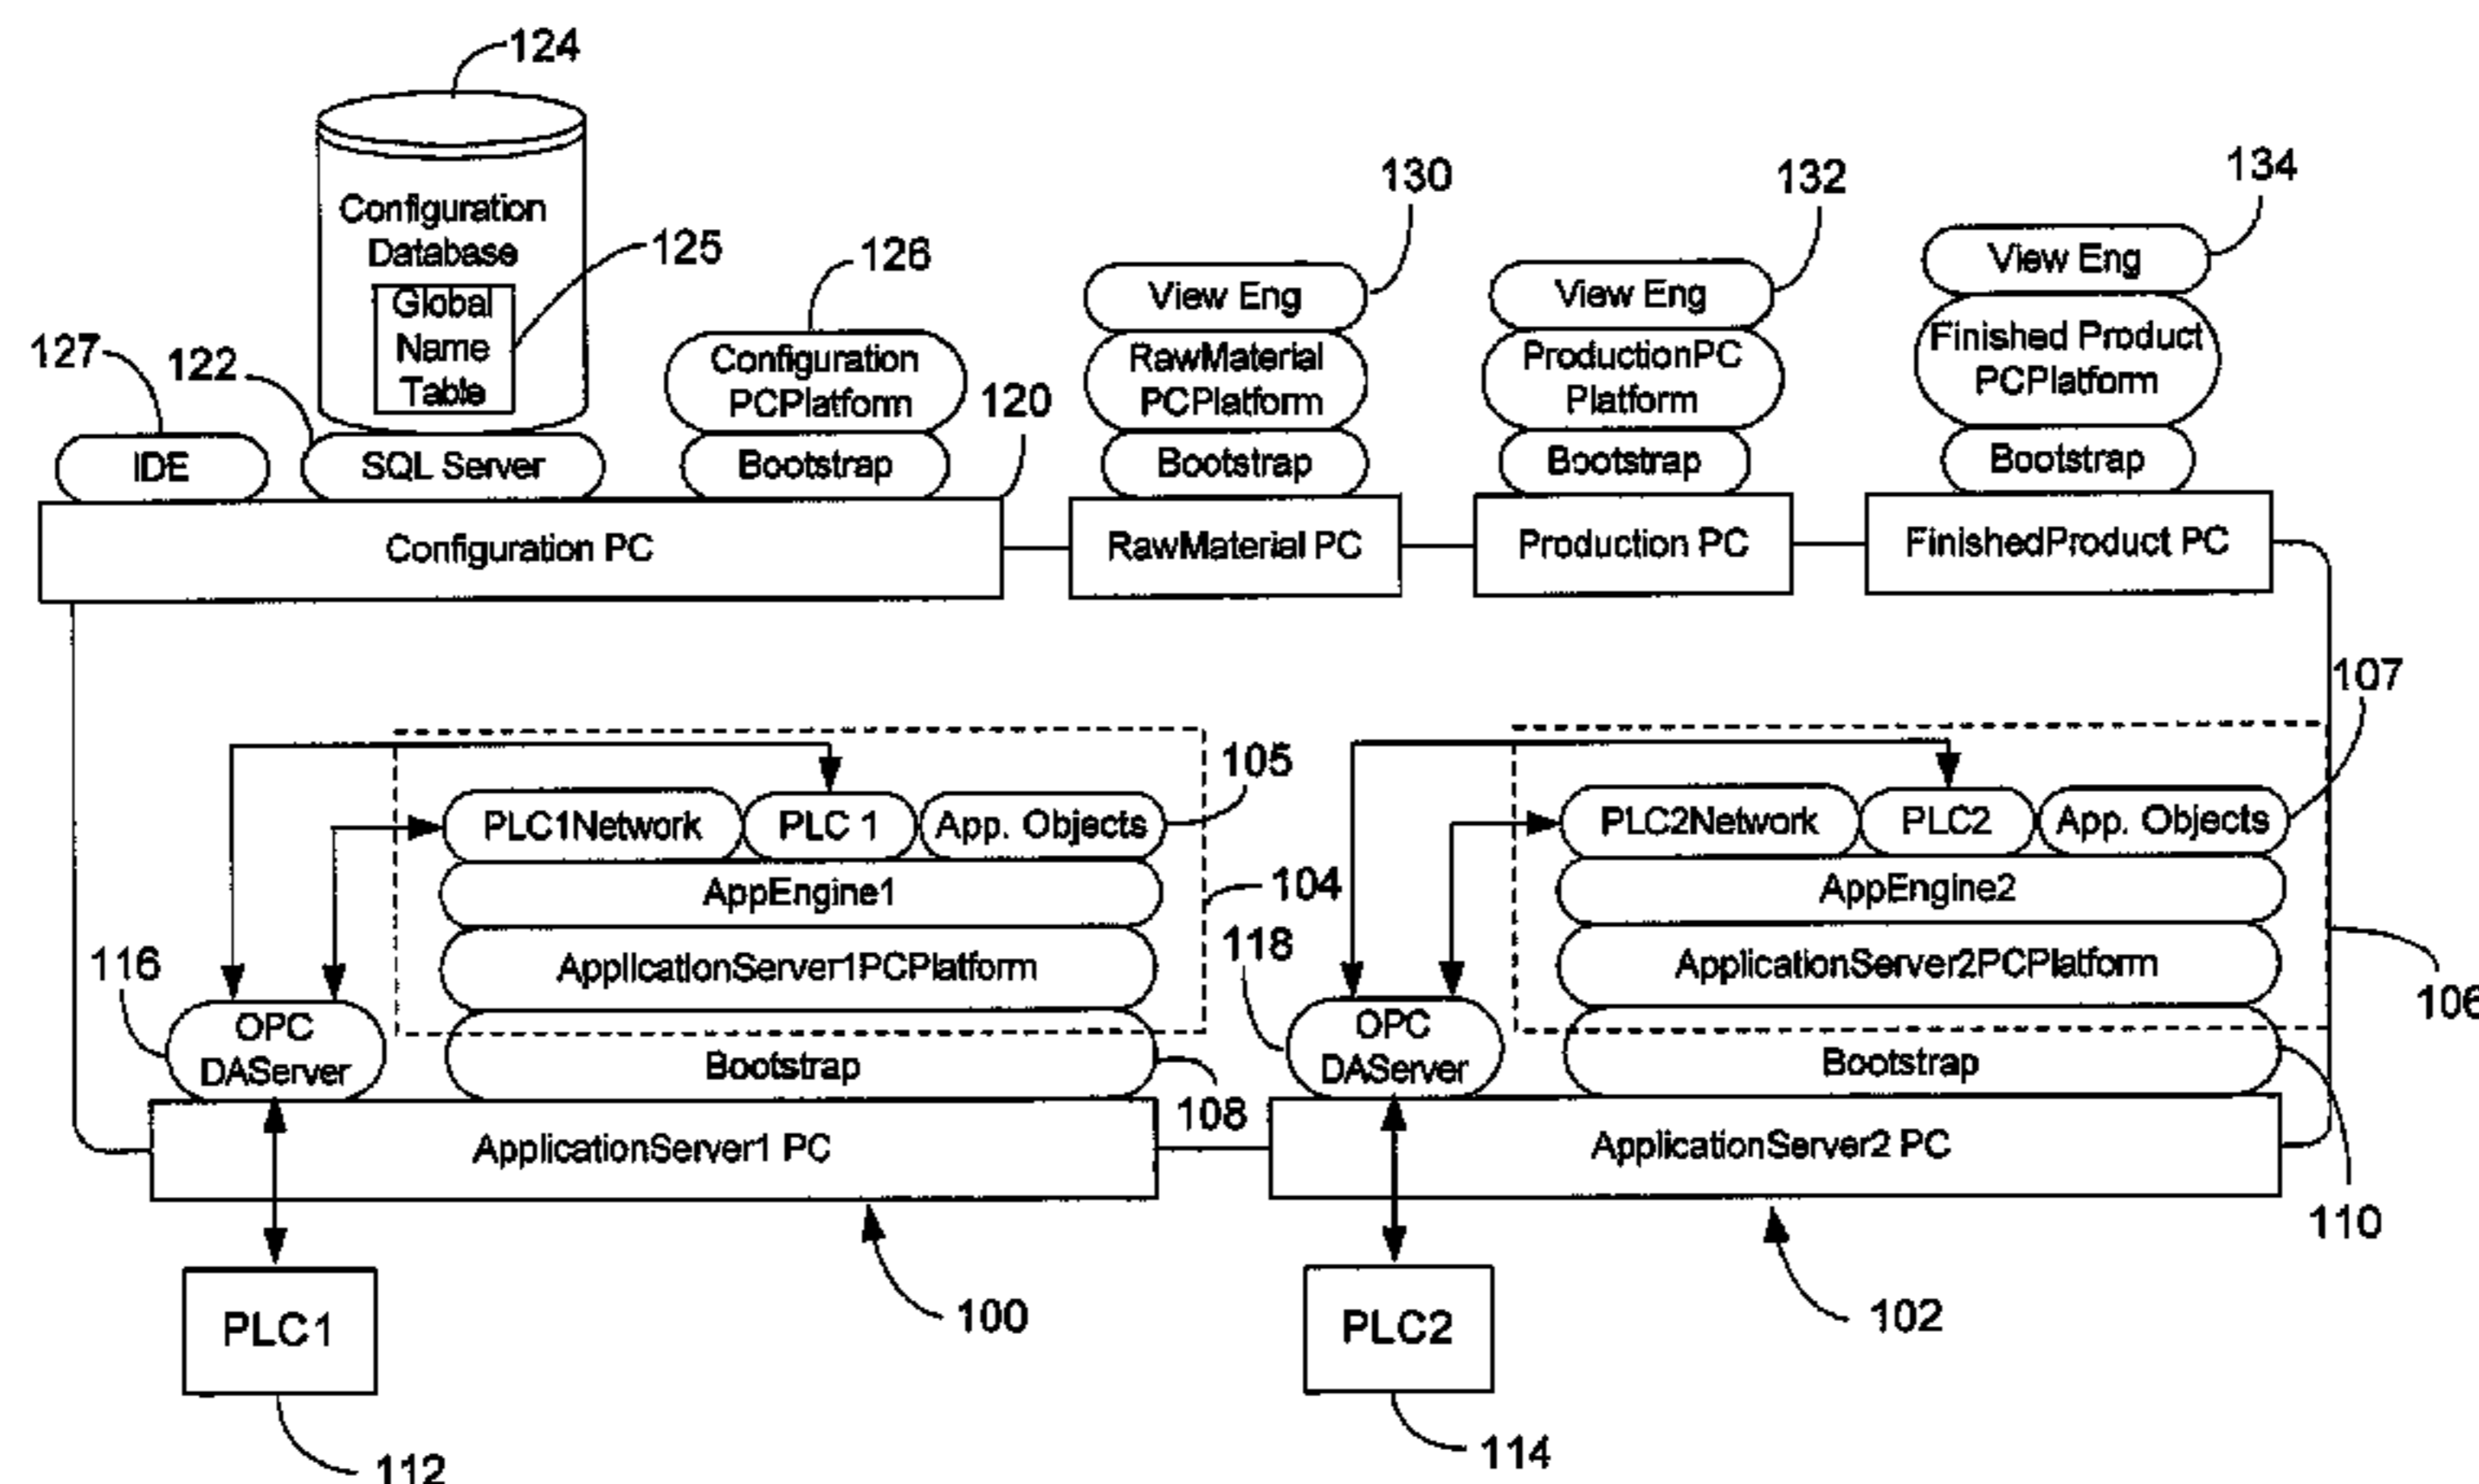 124
Configuration
Database
Global
Name
Table
125
127
122
126
Configuration
PCPlatform
120
130
View Eng
RawMaterial
PCPlatform
Bootstrap
132
View Eng
ProductionPC
Platform
Bootstrap
134
View Eng
Finished Product
PCPlatform
Bootstrap
IDE
SQL Server
Bootstrap
Configuration PC
RawMaterial PC
Production PC
FinishedProduct PC
107
105
PLC1Network
PLC 1
App. Objects
AppEngine1
104
ApplicationServer1PCPlatform
116
OPC
DAServer
Bootstrap
108
ApplicationServer1 PC
100
PLC1
112
PLC2Network
PLC2
App. Objects
AppEngine2
118
ApplicationServer2PCPlatform
106
OPC
DAServer
Bootstrap
ApplicationServer2 PC
110
102
PLC2
114